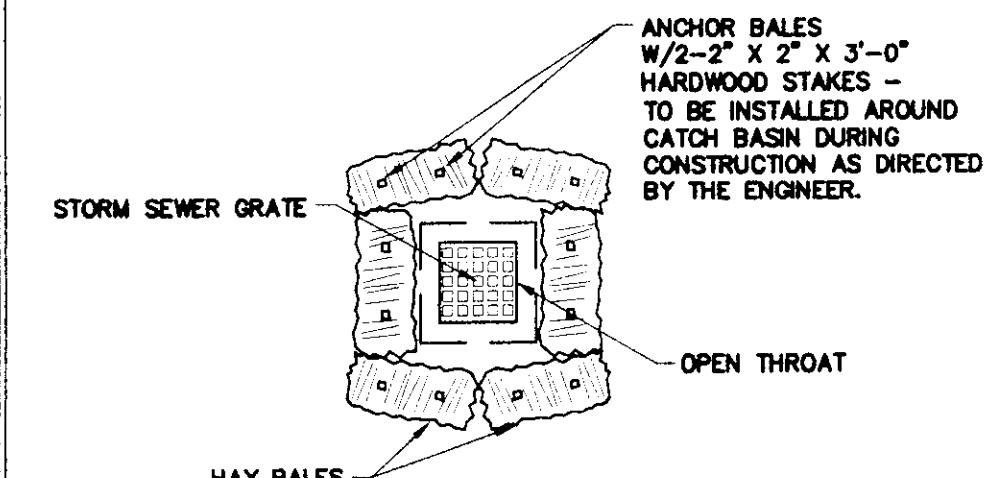 ANCHOR BALES
W/2-2" X 2" X 3'-0"
HARDWOOD STAKES -
TO BE INSTALLED AROUND
CATCH BASIN DURING
CONSTRUCTION AS DIRECTED
BY THE ENGINEER.
STORM SEWER GRATE
OPEN THROAT
HAY BALES